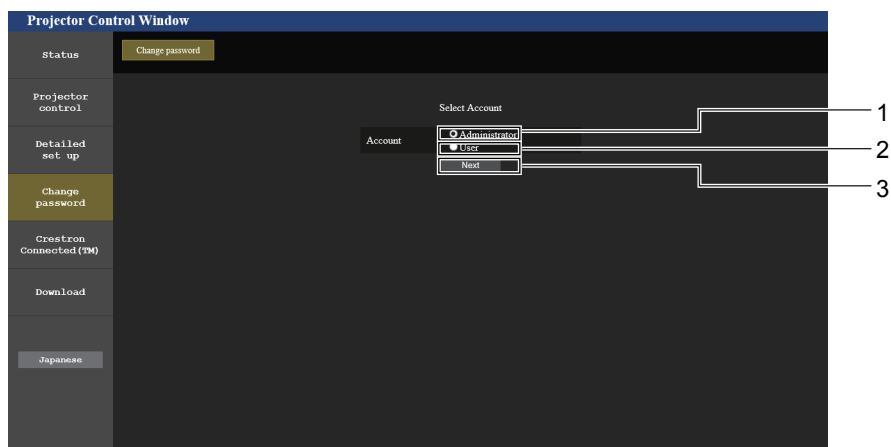 Projector Control Window
Status
Change password
Projector
control
Detailed
set up
Change
password
Crestron
Connected(TM)
Download
Japanese
Select Account
Account
Administrator
User
Next
1
2
3